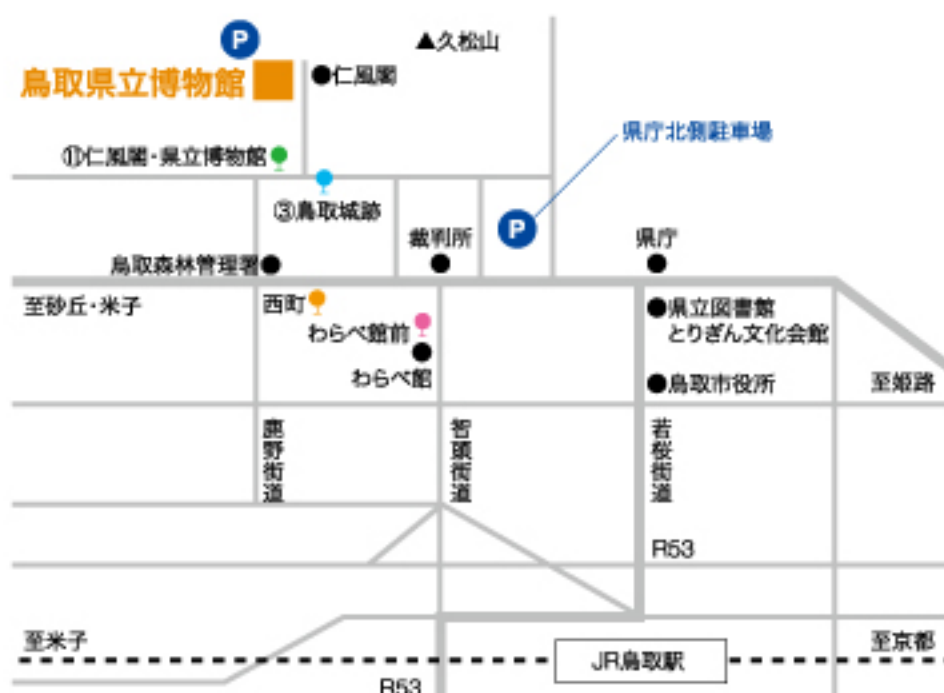 P
▲久松山
鳥取県立博物館
●仁風閣
県庁北側駐車場
⑪仁風閣・県立博物館
③鳥取城跡
P
裁判所
県庁
鳥取森林管理署
至砂丘・米子
西町
県立図書館
わらべ館前
とりぎん文化会館
わらべ館
鳥取市役所
至姫路
鹿野街道
智頭街道
若桜街道
R53
至米子
至京都
JR鳥取駅
R53